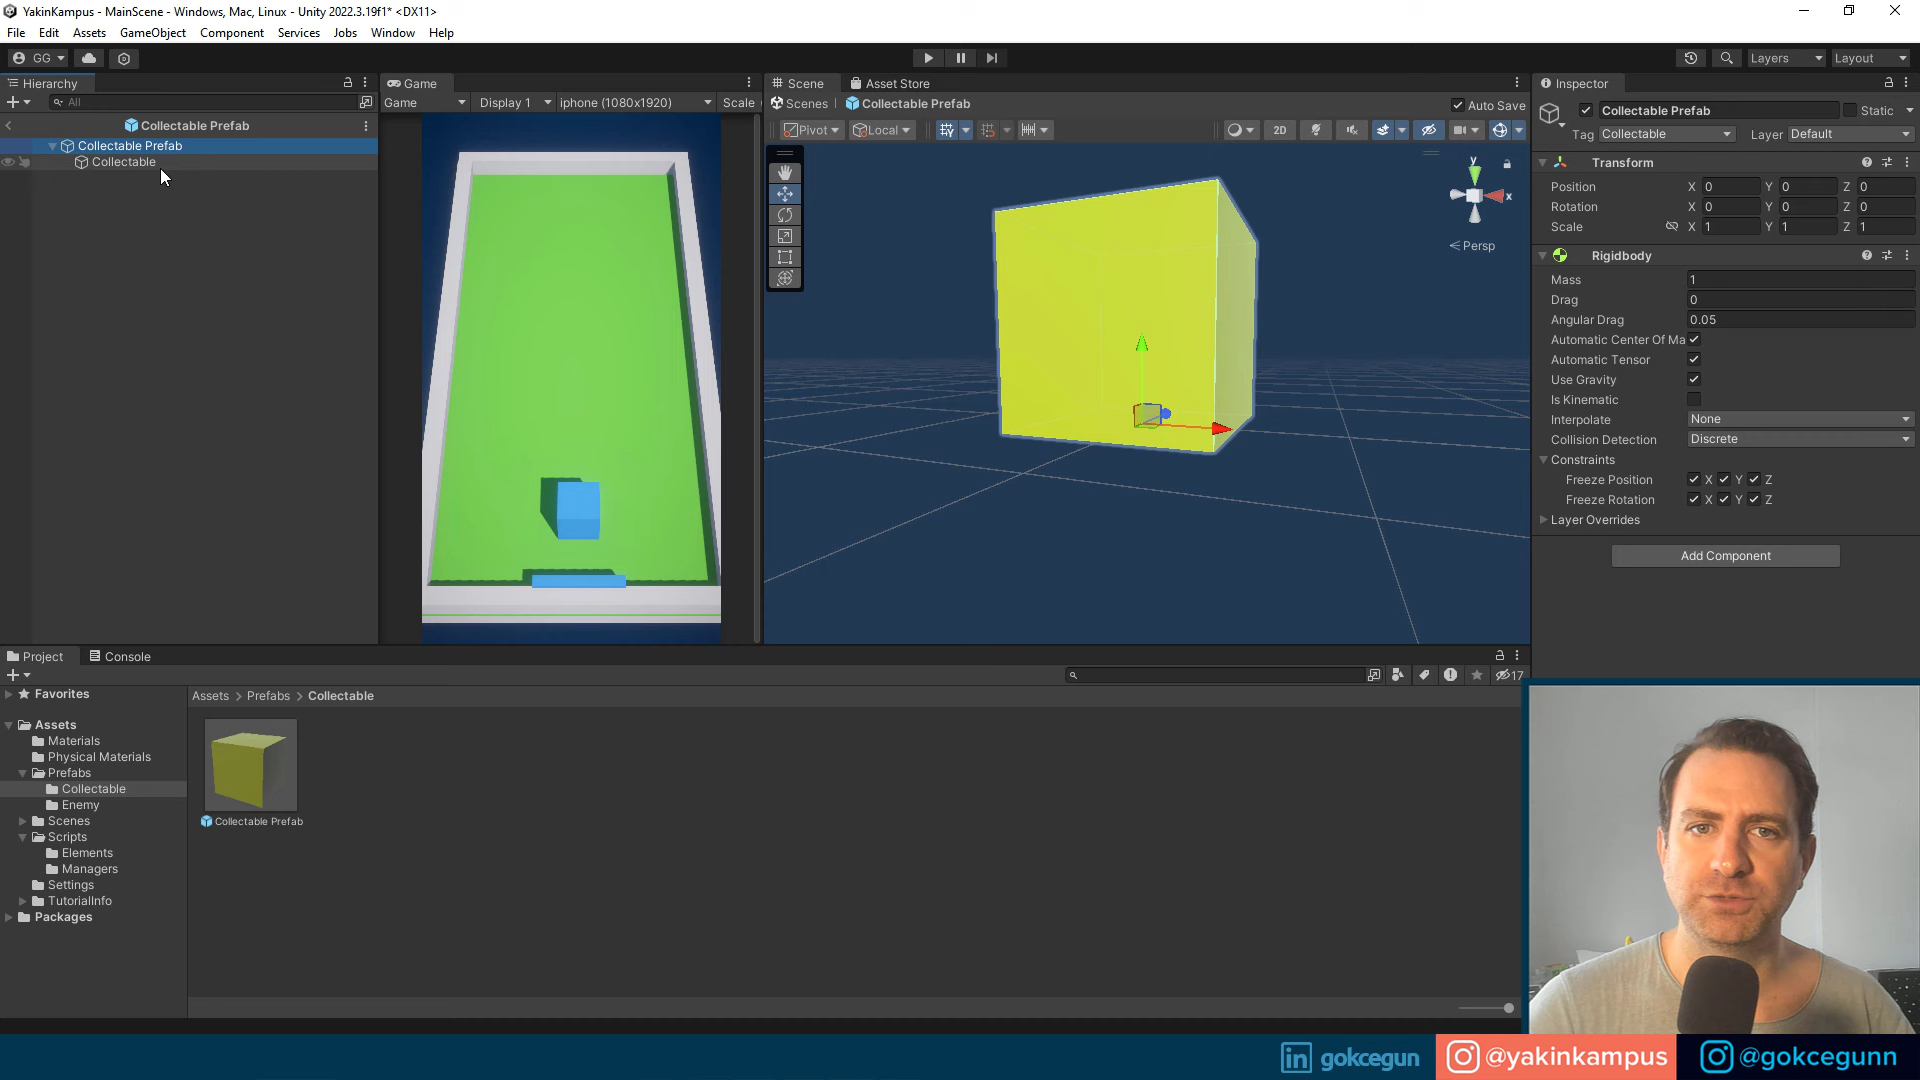 YakinKampus - MainScene - Windows, Mac, Linux - Unity 2022.3.19f1* <DX11>
File Edit Assets GameObject Component Services Jobs Window Help
GG
Layers
Layout
Hierarchy
All
Collectable Prefab
Collectable Prefab
Collectable
Game
Game Display 1 iphone (1080x1920) Scale
Scene
Asset Store
Scenes Collectable Prefab
Auto Save
Pivot Local
2D
y
x
< Persp
Inspector
Collectable Prefab
Static
Tag Collectable Layer Default
Transform
Position X 0 Y 0 Z 0
Rotation X 0 Y 0 Z 0
Scale X 1 Y 1 Z 1
Rigidbody
Mass 1
Drag 0
Angular Drag 0.05
Automatic Center Of Ma
Automatic Tensor
Use Gravity
Is Kinematic
Interpolate None
Collision Detection Discrete
Constraints
Freeze Position X Y Z
Freeze Rotation X Y Z
Layer Overrides
Add Component
Project
Console
17
Favorites
Assets
Materials
Physical Materials
Prefabs
Collectable
Enemy
Scenes
Scripts
Elements
Managers
Settings
TutorialInfo
Packages
Assets > Prefabs > Collectable
Collectable Prefab
in gokcegun
@yakinkampus
@gokcegunn